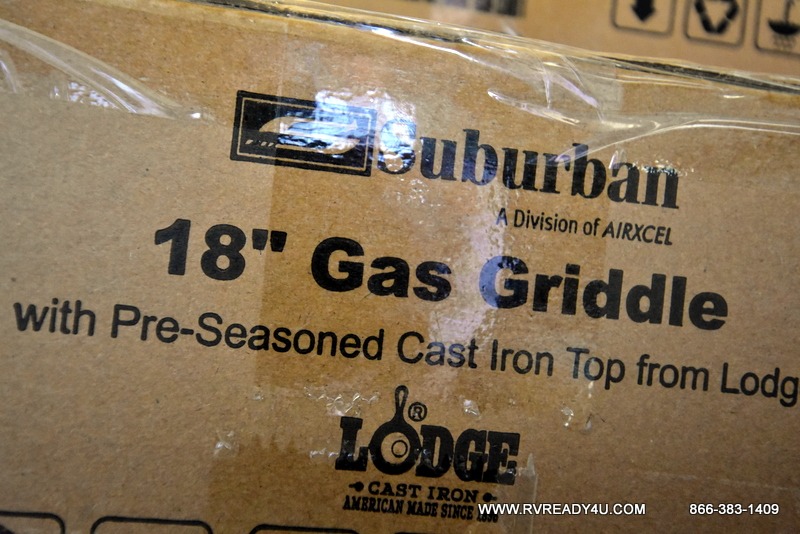 Suburban
A Division of AIRXCEL
18" Gas Griddle
with Pre-Seasoned Cast Iron Top from Lodg
LODGE®
CAST IRON
AMERICAN MADE SINCE
WWW.RVREADY4U.COM 866-383-1409